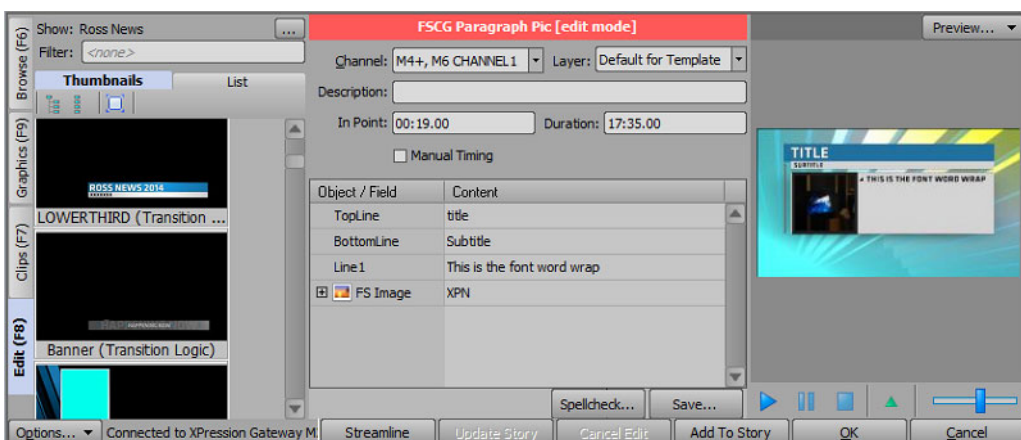 Browse (F6)
Graphics (F9)
Clips (F7)
Edit (F8)
Show: Ross News
...
Filter: <none>
Thumbnails
List
ROSS NEWS 2014
LOWERTHIRD (Transition ...
HAPPENING NOW
Banner (Transition Logic)
FSCG Paragraph Pic [edit mode]
Channel: M4+, M6 CHANNEL1 Layer: Default for Template
Description:
In Point: 00:19.00 Duration: 17:35.00
Manual Timing
Object / Field Content
TopLine title
BottomLine Subtitle
Line1 This is the font word wrap
FS Image XPN
Spellcheck... Save...
Preview...
TITLE
SUBTITLE
THIS IS THE FONT WORD WRAP
Options... Connected to XPression Gateway M Streamline Update Story Cancel Edit Add To Story OK Cancel